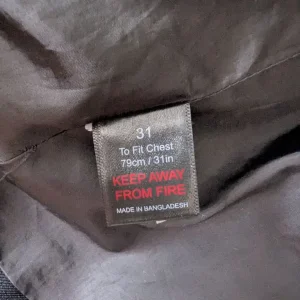 31
To Fit Chest
79cm / 31in
KEEP AWAY
FROM FIRE
MADE IN BANGLADESH